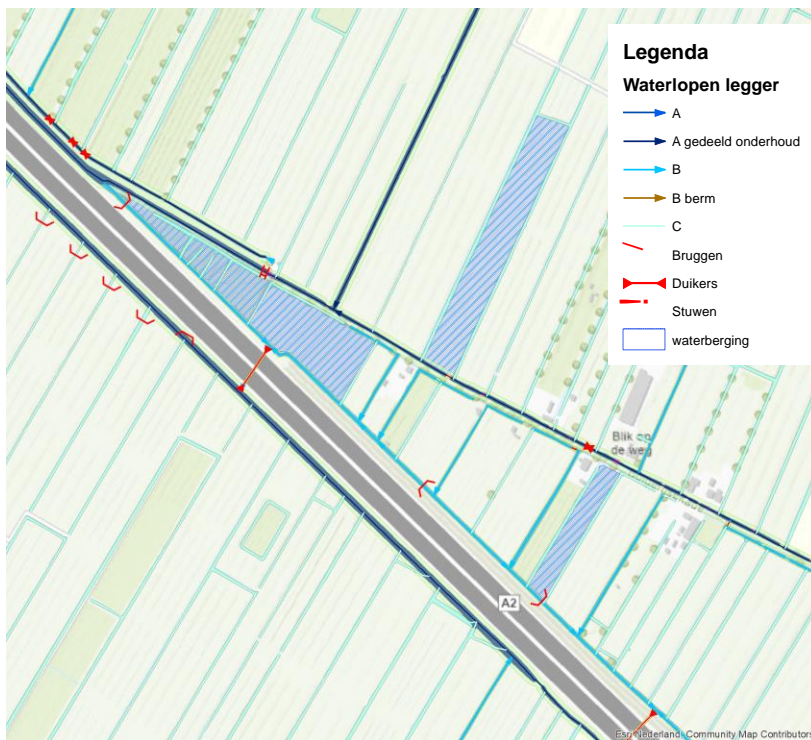 Legenda
Waterlopen legger
A
A gedeeld onderhoud
B
B berm
C
Bruggen
Duikers
Stuwen
waterberging
Blik op
de weg
A2
Esri Nederland, Community Map Contributors